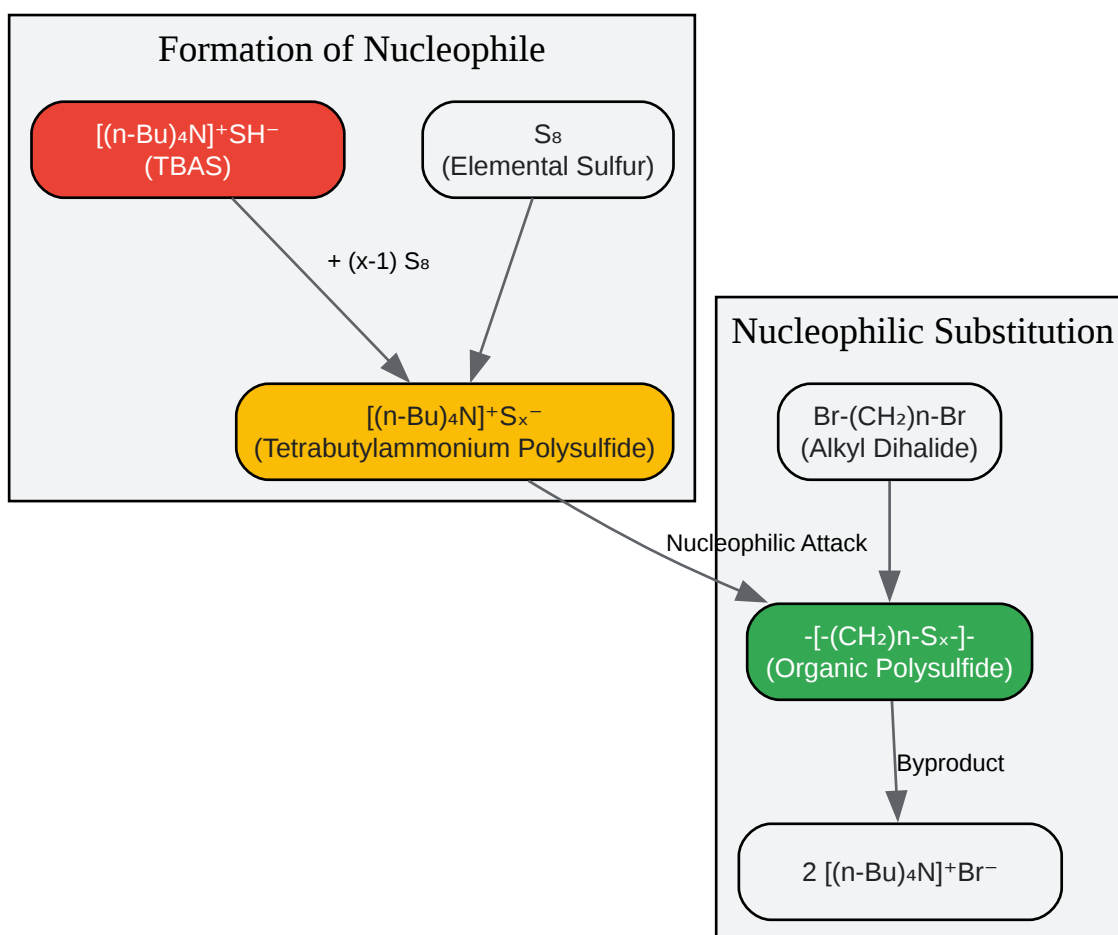 Formation of Nucleophile
[(n-Bu)₄N]⁺SH⁻
(TBAS)
S₈
(Elemental Sulfur)
+ (x-1) S₈
[(n-Bu)₄N]⁺Sₓ⁻
(Tetrabutylammonium Polysulfide)
Nucleophilic Substitution
Br-(CH₂)n-Br
(Alkyl Dihalide)
Nucleophilic Attack
-[-(CH₂)n-Sₓ-]-
(Organic Polysulfide)
Byproduct
2 [(n-Bu)₄N]⁺Br⁻